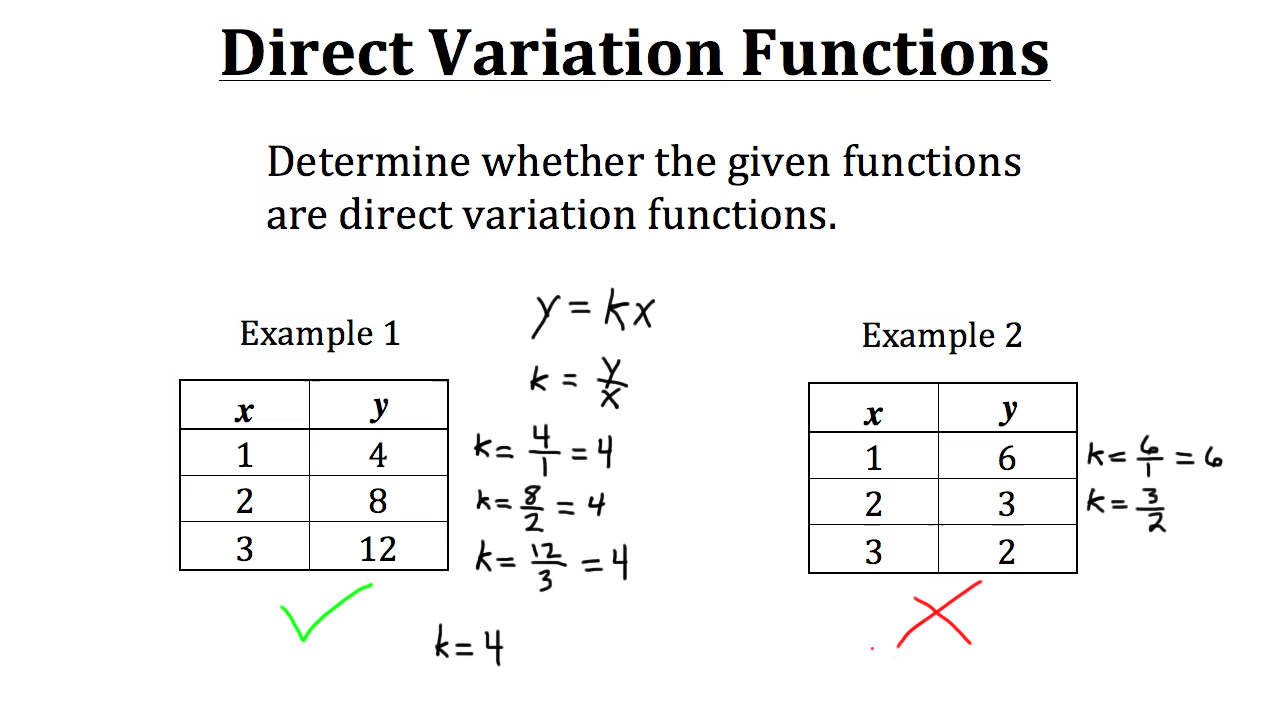 Direct Variation Functions
Determine whether the given functions
are direct variation functions.
y = kx
k = y/x
Example 1
x y
1 4
2 8
3 12
k = 4/1 = 4
k = 8/2 = 4
k = 12/3 = 4
k = 4
Example 2
x y
1 6
2 3
3 2
k = 6/1 = 6
k = 3/2